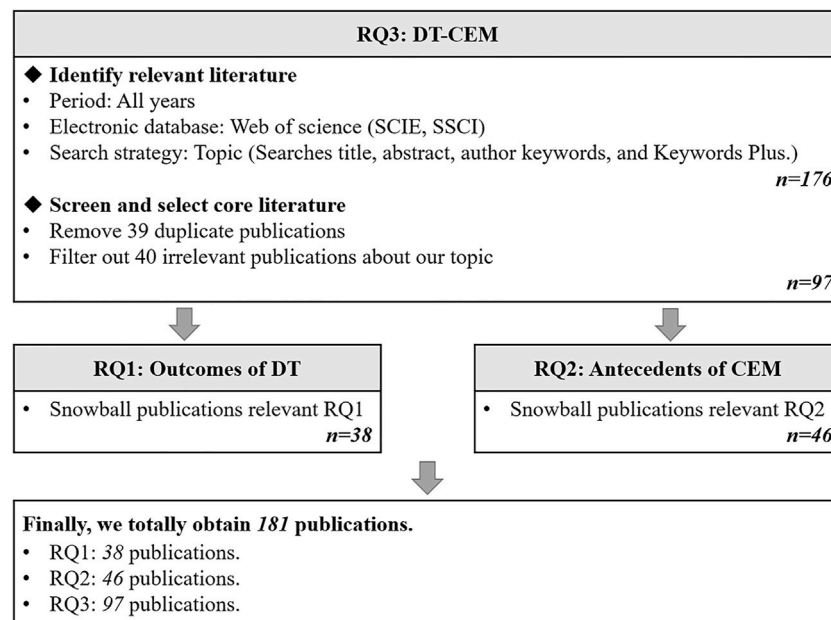 RQ3: DT-CEM
◆ Identify relevant literature
• Period: All years
• Electronic database: Web of science (SCIE, SSCI)
• Search strategy: Topic (Searches title, abstract, author keywords, and Keywords Plus.)
n=176
◆ Screen and select core literature
• Remove 39 duplicate publications
• Filter out 40 irrelevant publications about our topic
n=97
RQ1: Outcomes of DT
• Snowball publications relevant RQ1
n=38
RQ2: Antecedents of CEM
• Snowball publications relevant RQ2
n=46
Finally, we totally obtain 181 publications.
• RQ1: 38 publications.
• RQ2: 46 publications.
• RQ3: 97 publications.